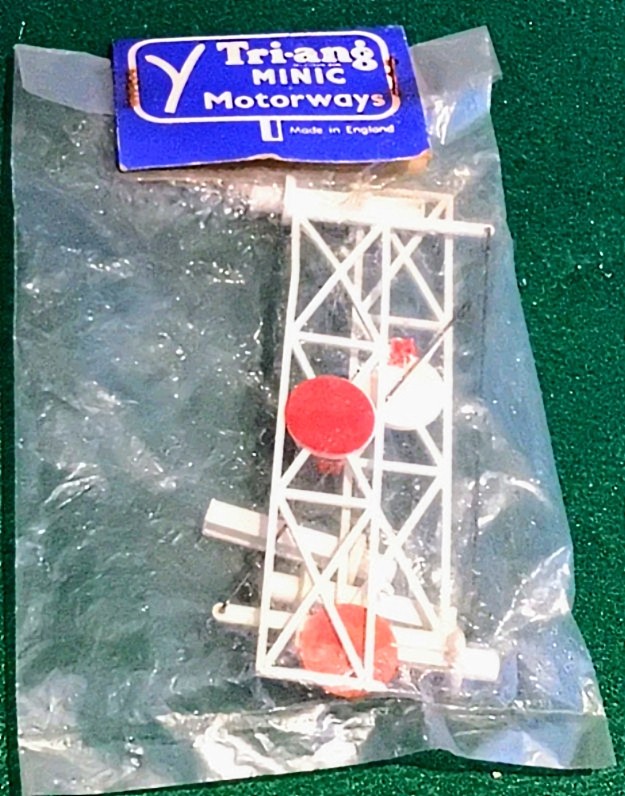 Tri-ang
MINIC
Motorways
Made in England